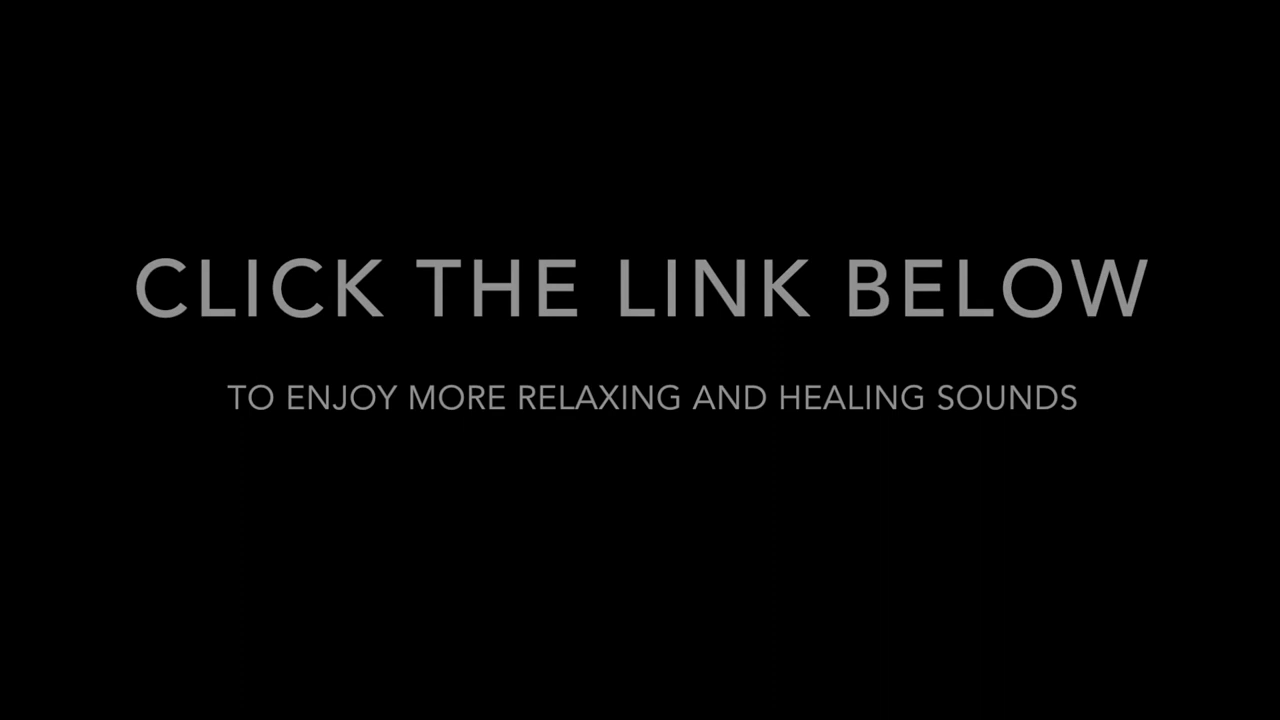 CLICK THE LINK BELOW
TO ENJOY MORE RELAXING AND HEALING SOUNDS